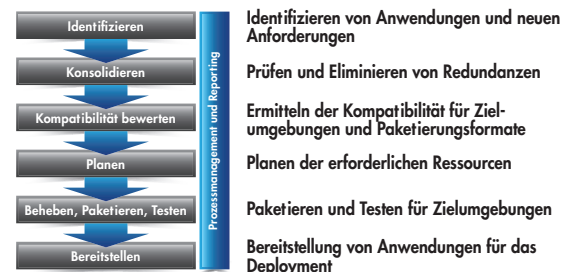 Identifizieren
Identifizieren von Anwendungen und neuen
Anforderungen
Konsolidieren
Prüfen und Eliminieren von Redundanzen
Kompatibilität bewerten
Ermitteln der Kompatibilität für Ziel-
umgebungen und Paketierungsformate
Planen
Planen der erforderlichen Ressourcen
Beheben, Paketieren, Testen
Paketieren und Testen für Zielumgebungen
Bereitstellen
Bereitstellung von Anwendungen für das
Deployment
Prozessmanagement und Reporting